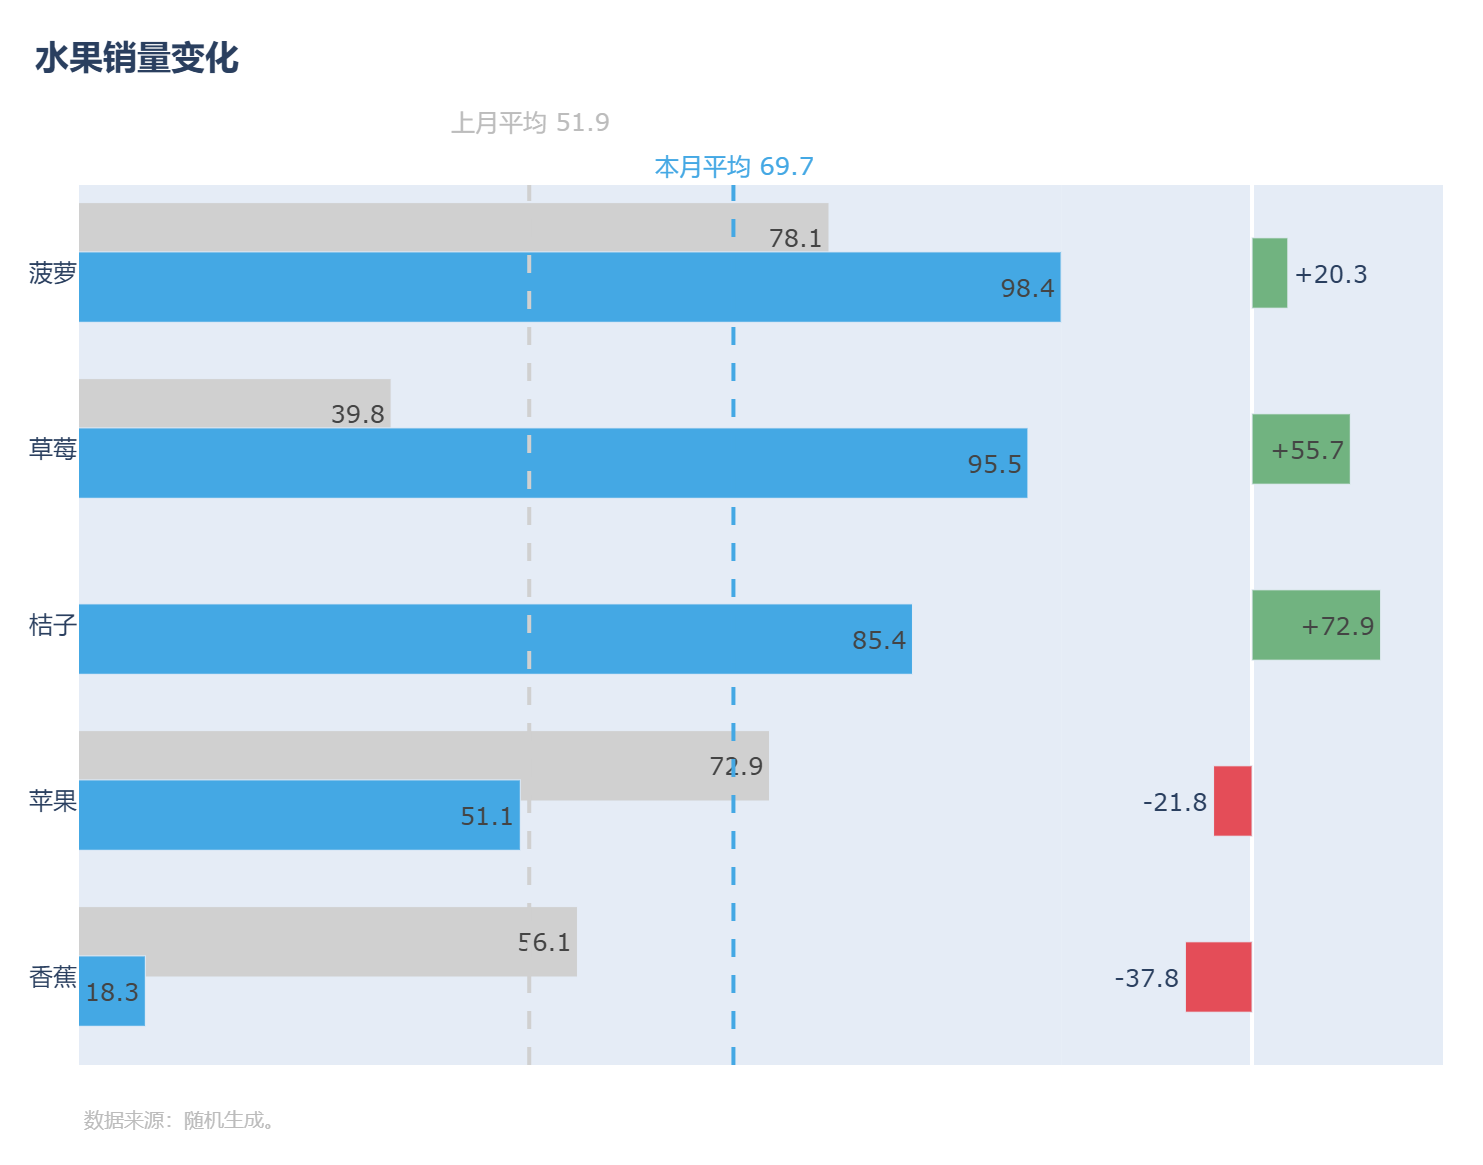 水果销量变化
上月平均 51.9
本月平均 69.7
78.1
菠萝
98.4
+20.3
39.8
草莓
95.5
+55.7
桔子
85.4
+72.9
72.9
苹果
51.1
-21.8
56.1
香蕉
18.3
-37.8
数据来源：随机生成。